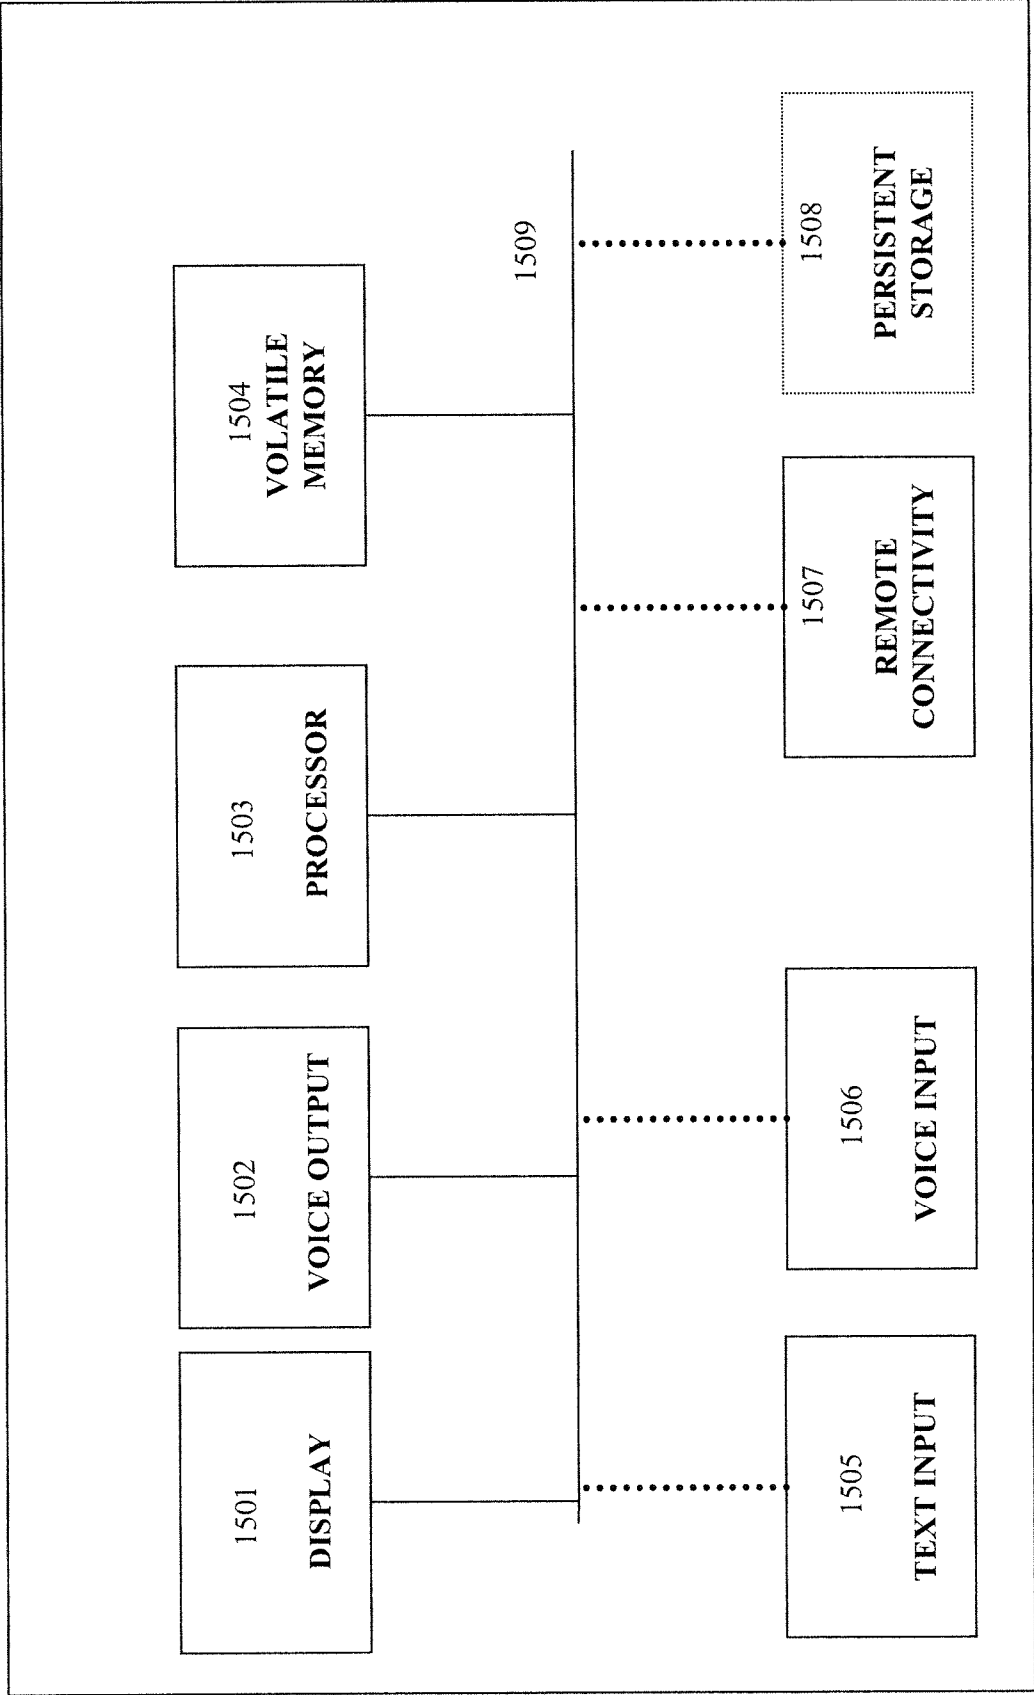 1501
DISPLAY
1502
VOICE OUTPUT
1503
PROCESSOR
1504
VOLATILE
MEMORY
1509
1505
TEXT INPUT
1506
VOICE INPUT
1507
REMOTE
CONNECTIVITY
1508
PERSISTENT
STORAGE